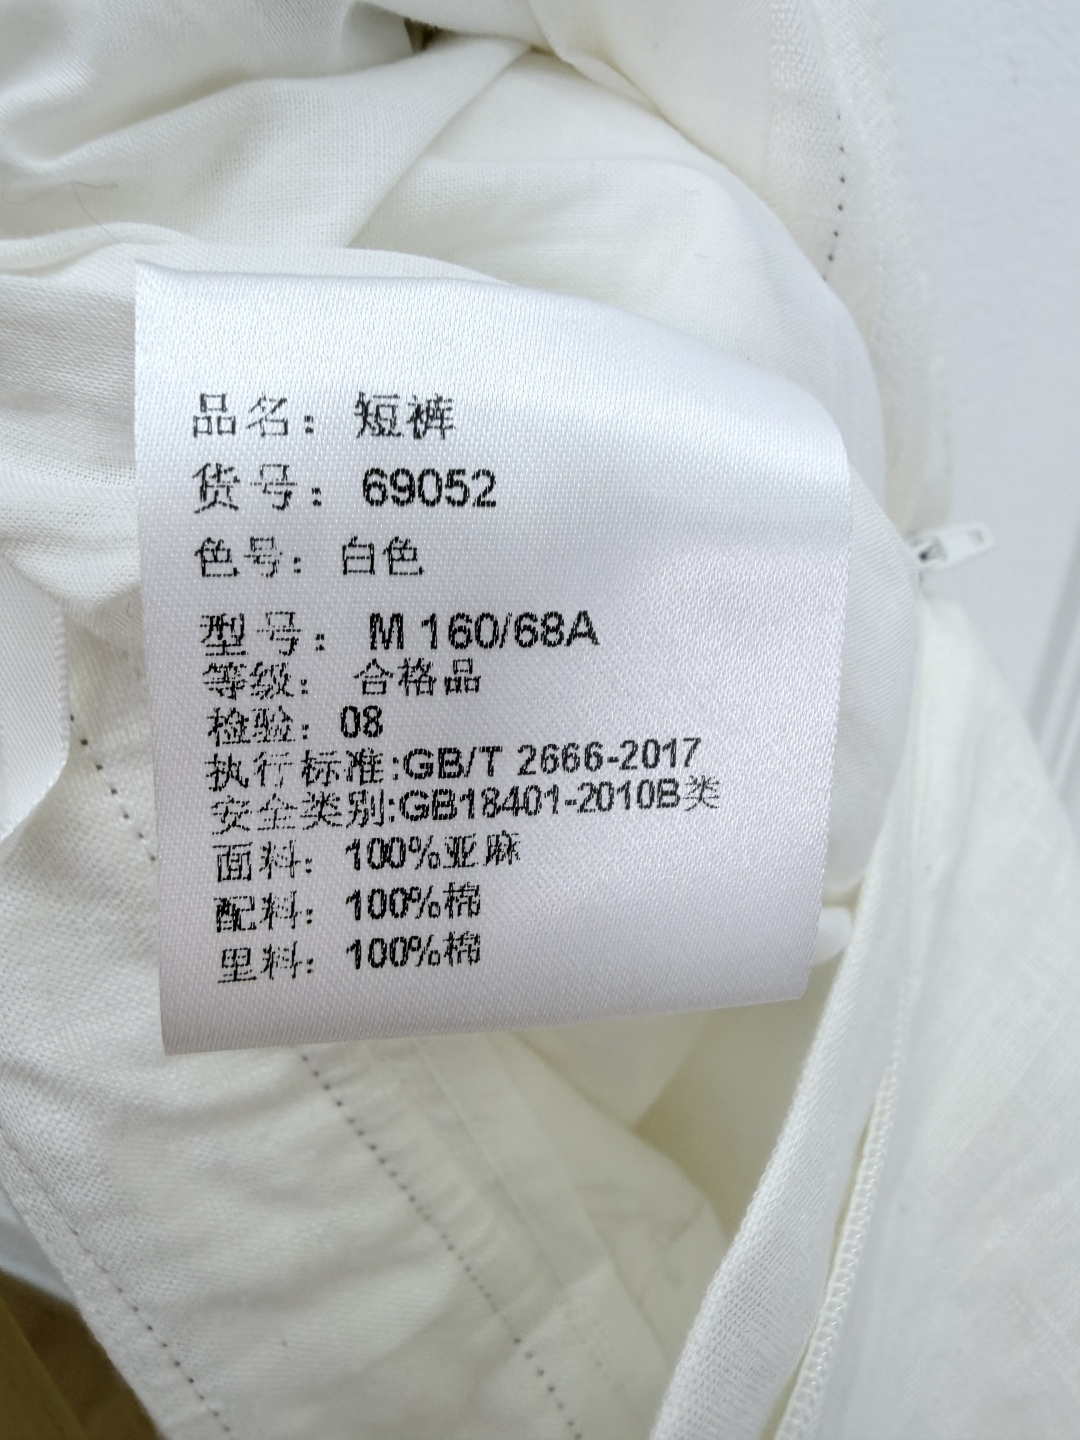 品名：短裤
货号：69052
色号：白色
型号：M 160/68A
等级：合格品
检验：08
执行标准:GB/T 2666-2017
安全类别:GB18401-2010B类
面料：100%亚麻
配料：100%棉
里料：100%棉